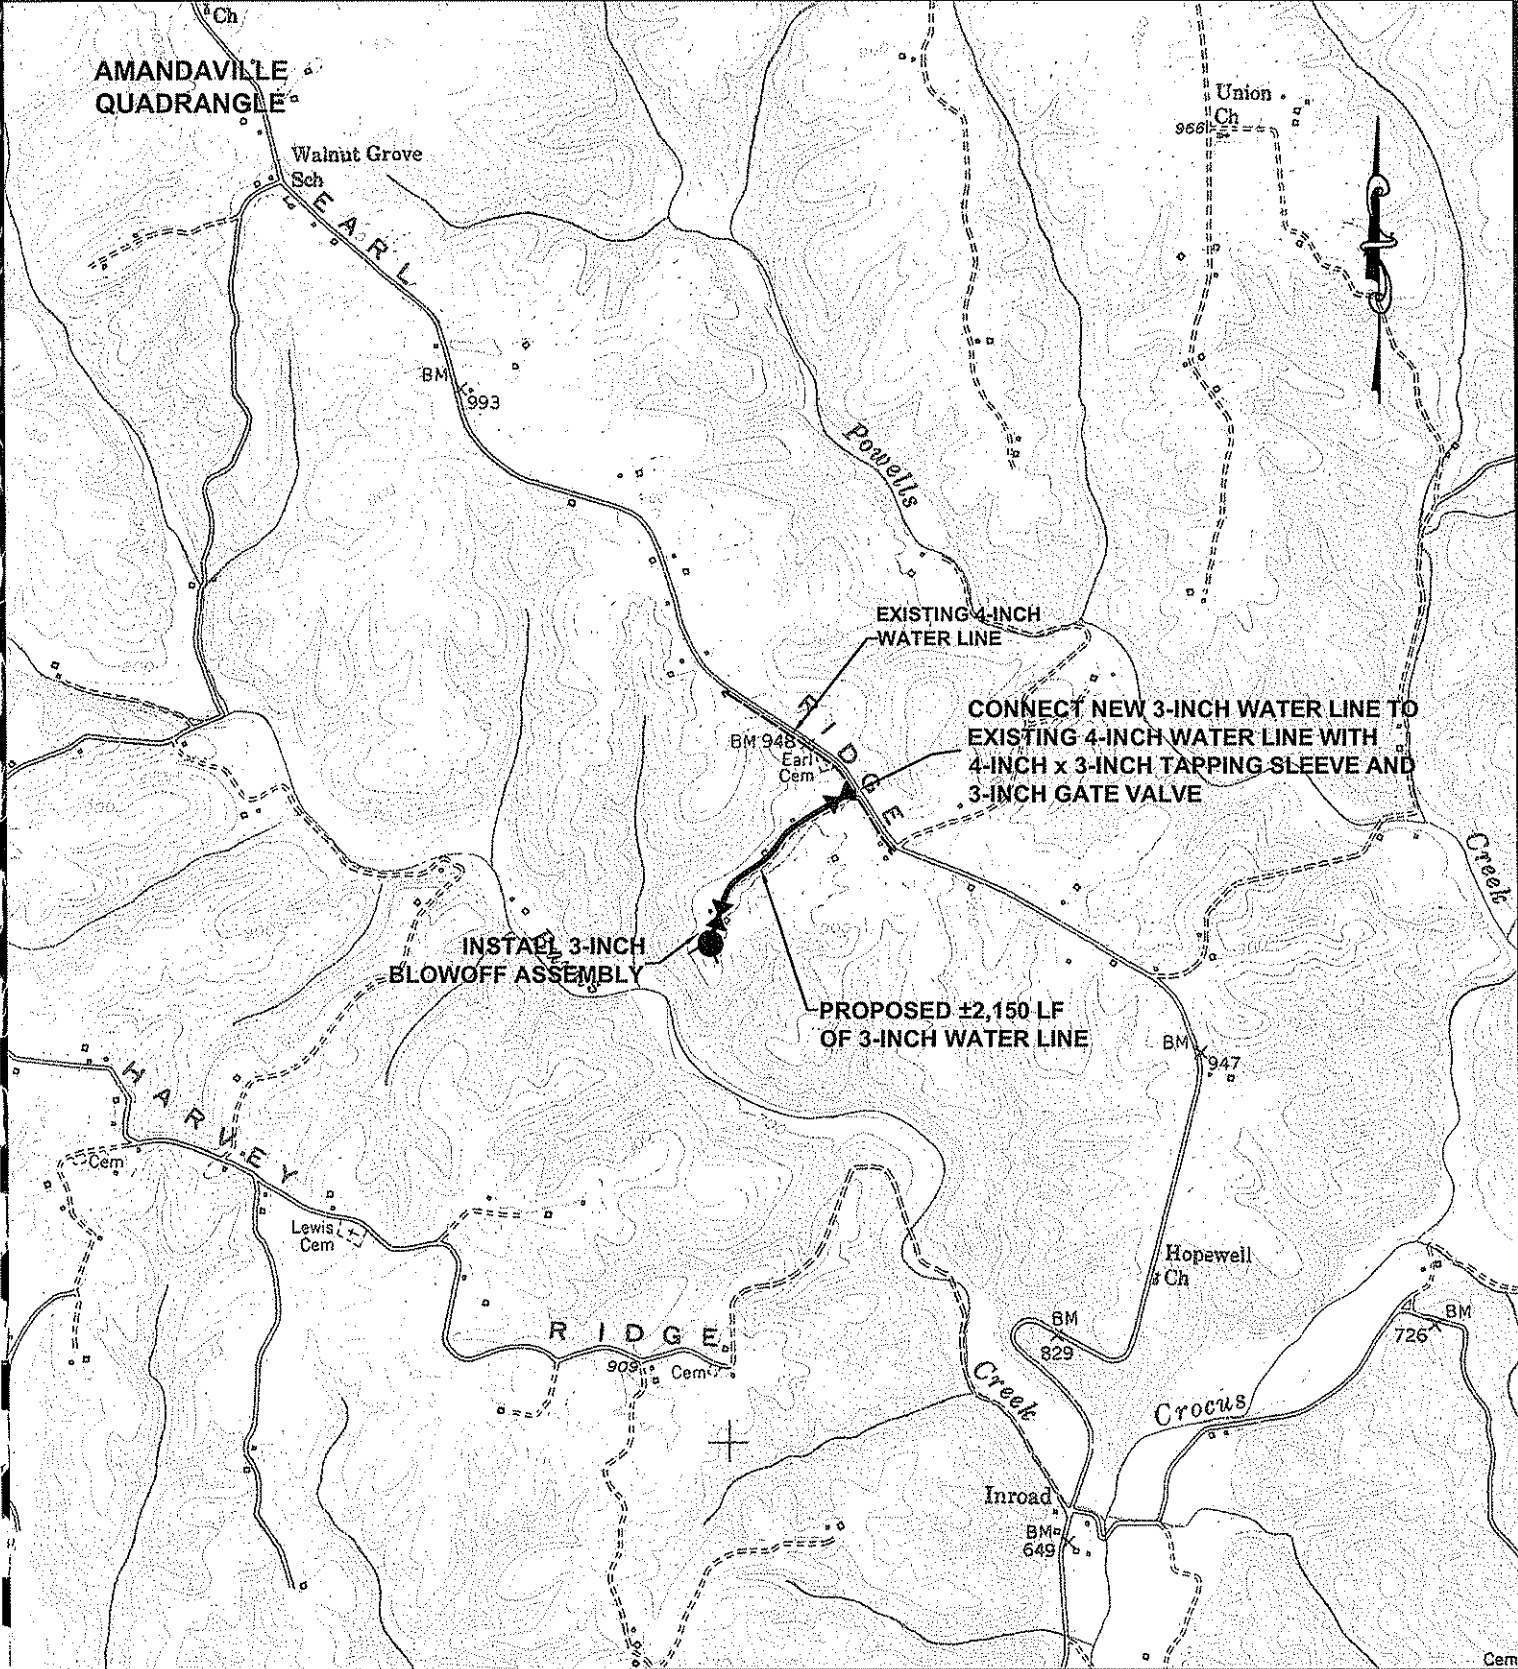 Ch
AMANDAVILLE
QUADRANGLE
Union
Ch
966
Walnut Grove
Sch
EARL
BM
993
Powells
EXISTING 4-INCH
WATER LINE
RIDGE
CONNECT NEW 3-INCH WATER LINE TO
EXISTING 4-INCH WATER LINE WITH
4-INCH x 3-INCH TAPPING SLEEVE AND
3-INCH GATE VALVE
BM 948
Earl
Cem
Creek
INSTALL 3-INCH
BLOWOFF ASSEMBLY
PROPOSED ±2,150 LF
OF 3-INCH WATER LINE
BM
947
HARVEY
Cem
Lewis
Cem
Hopewell
Ch
RIDGE
909
Cem
BM
829
BM
726
Creek
Crocus
Inroad
BM
649
Cem